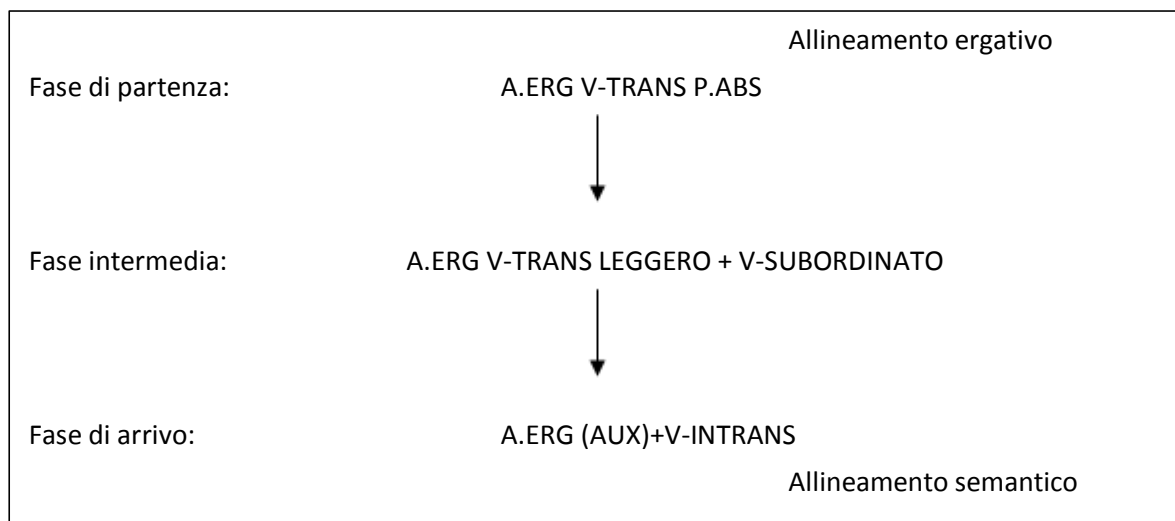 Allineamento ergativo
Fase di partenza: A.ERG V-TRANS P.ABS
Fase intermedia: A.ERG V-TRANS LEGGERO + V-SUBORDINATO
Fase di arrivo: A.ERG (AUX)+V-INTRANS
Allineamento semantico